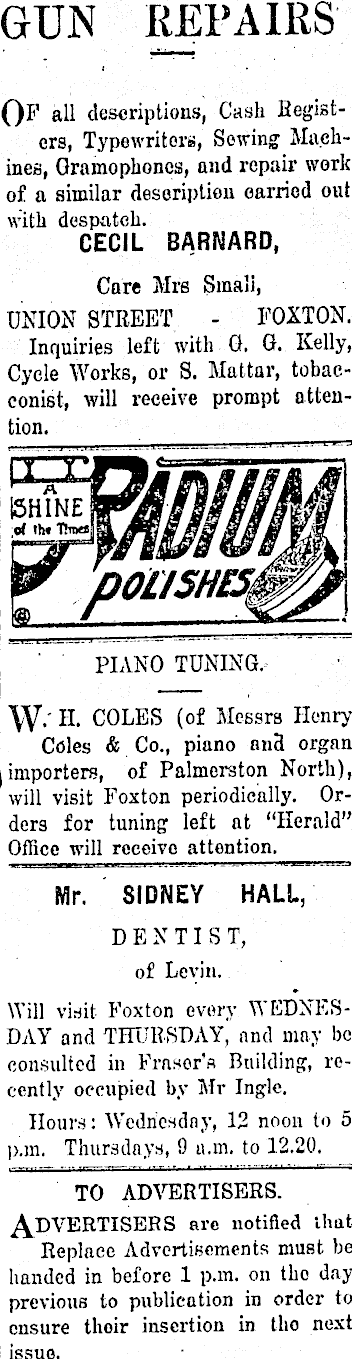 GUN REPAIRS
OF all descriptions, Cash Regist-
ers, Typewriters, Sewing Mach-
ines, Gramophones, and repair work
of a similar description carried out
with despatch.
CECIL BARNARD,
Care Mrs Small,
UNION STREET - FOXTON.
Inquiries left with G. G. Kelly,
Cycle Works, or S. Mattar, tobac-
conist, will receive prompt atten-
tion.
A
SHINE
of the Times
RADIUM
POLISHES
PIANO TUNING.
W. H. COLES (of Messrs Henry
Coles & Co., piano and organ
importers, of Palmerston North),
will visit Foxton periodically. Or-
ders for tuning left at "Herald"
Office will receive attention.
Mr. SIDNEY HALL,
DENTIST,
of Levin.
Will visit Foxton every WEDNES-
DAY and THURSDAY, and may be
consulted in Fraser's Building, re-
cently occupied by Mr Ingle.
Hours: Wednesday, 12 noon to 5
p.m. Thursdays, 9 a.m. to 12.20.
TO ADVERTISERS.
ADVERTISERS are notified that
Replace Advertisements must be
handed in before 1 p.m. on the day
previous to publication in order to
ensure their insertion in the next
issue.